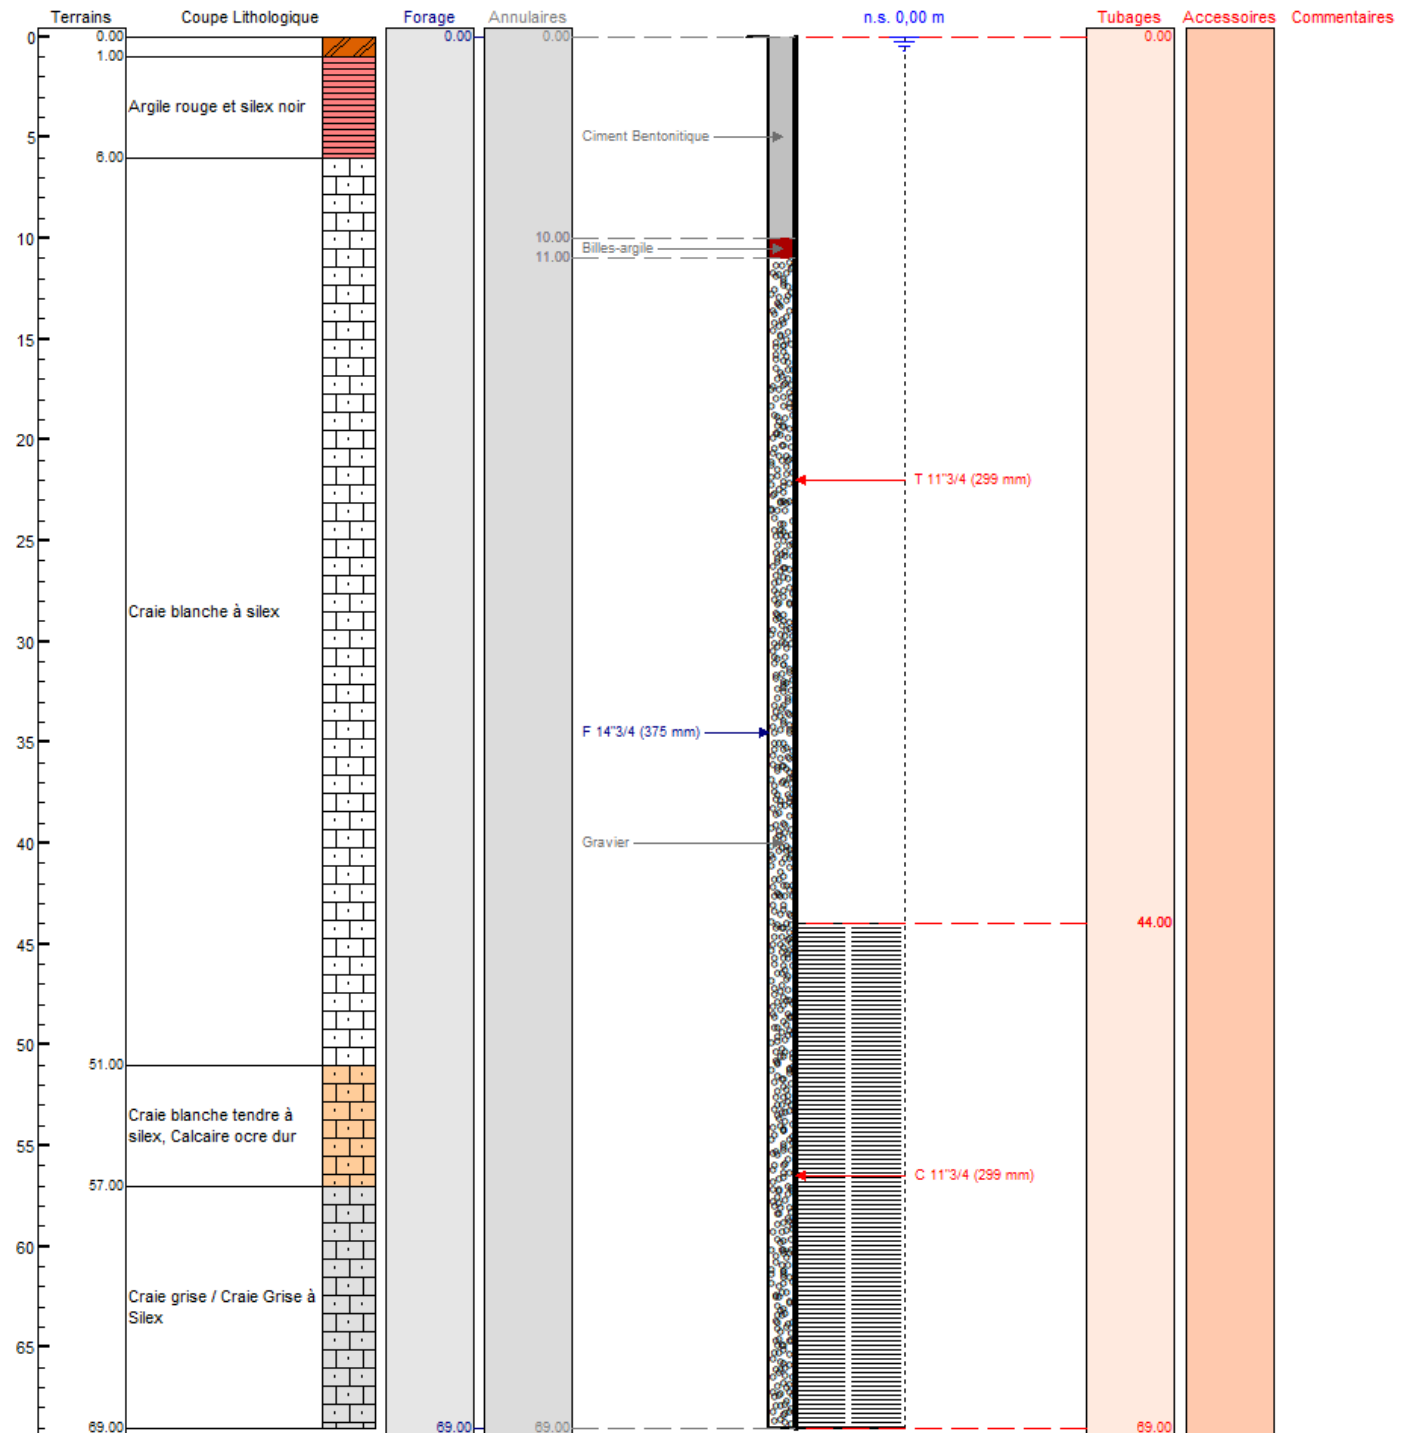 Terrains Coupe Lithologique Forage Annulaires n.s. 0,00 m Tubages Accessoires Commentaires
0 0.00 0.00 0.00 0.00
1.00
Argile rouge et silex noir
5 Ciment Bentonitique
6.00
10 10.00
Billes-argile
11.00
15
20
T 11"3/4 (299 mm)
25
Craie blanche à silex
30
F 14"3/4 (375 mm)
35
40 Gravier
44.00
45
50
51.00
Craie blanche tendre à
silex, Calcaire ocre dur
55
C 11"3/4 (299 mm)
57.00
60
Craie grise / Craie Grise à
Silex
65
69.00 69.00 69.00 69.00